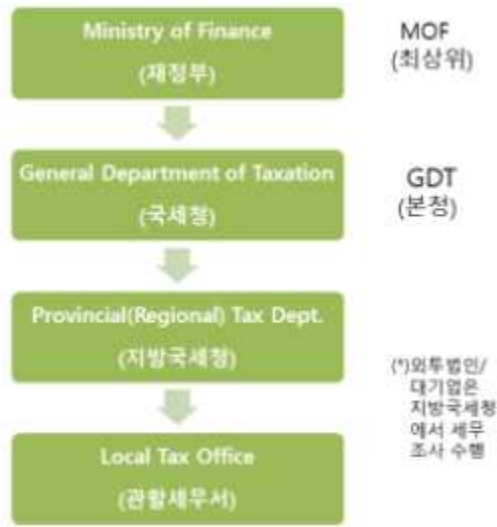 Ministry of Finance
(재정부)
MOF
(최상위)
General Department of Taxation
(국세청)
GDT
(본청)
Provincial(Regional) Tax Dept.
(지방국세청)
(*)외투법인/
대기업은
지방국세청
에서 세무
조사 수행
Local Tax Office
(관할세무서)